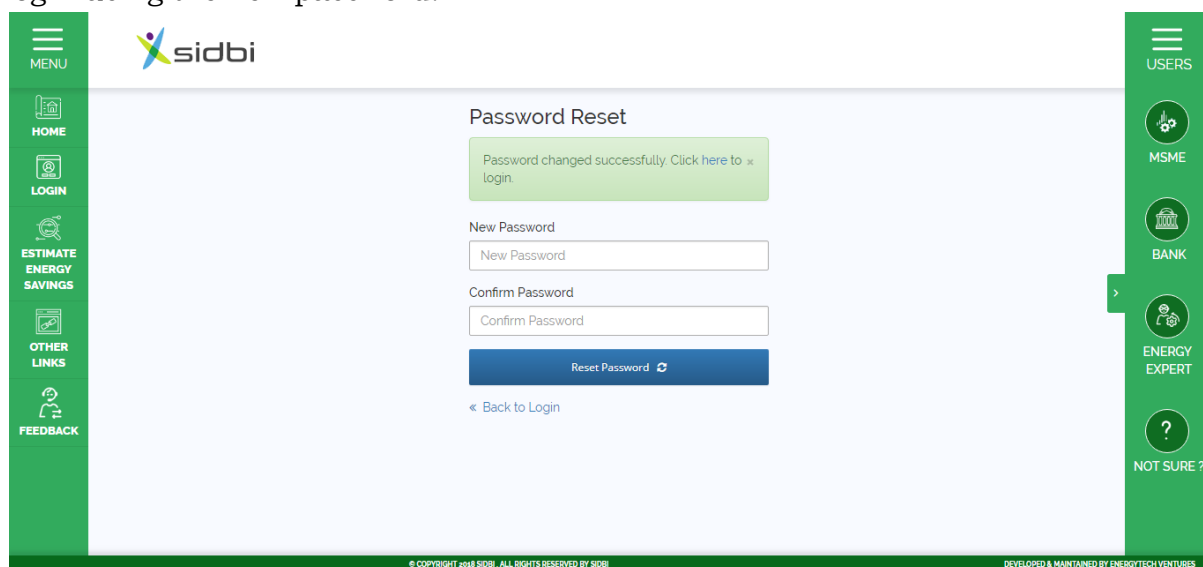 MENU
sidbi
USERS
HOME
LOGIN
ESTIMATE
ENERGY
SAVINGS
OTHER
LINKS
FEEDBACK
Password Reset
Password changed successfully. Click here to ×
login.
New Password
New Password
Confirm Password
Confirm Password
Reset Password
« Back to Login
MSME
BANK
ENERGY
EXPERT
?
NOT SURE ?
© COPYRIGHT 2018 SIDBI . ALL RIGHTS RESERVED BY SIDBI
DEVELOPED & MAINTAINED BY ENERGYTECH VENTURES